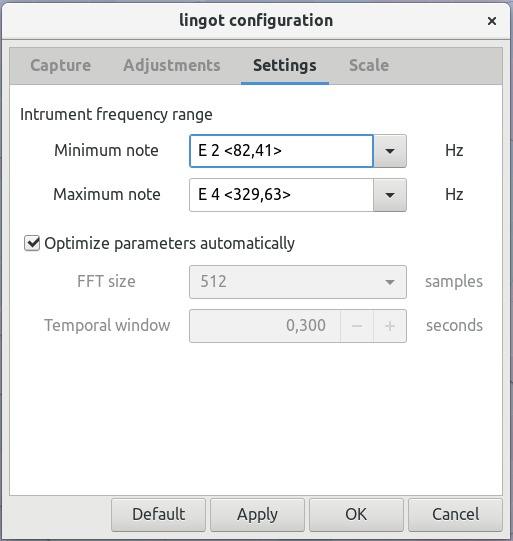 lingot configuration ×
Capture Adjustments Settings Scale
Intrument frequency range
Minimum note E 2 <82,41> Hz
Maximum note E 4 <329,63> Hz
Optimize parameters automatically
FFT size 512 samples
Temporal window 0,300 − + seconds
Default Apply OK Cancel